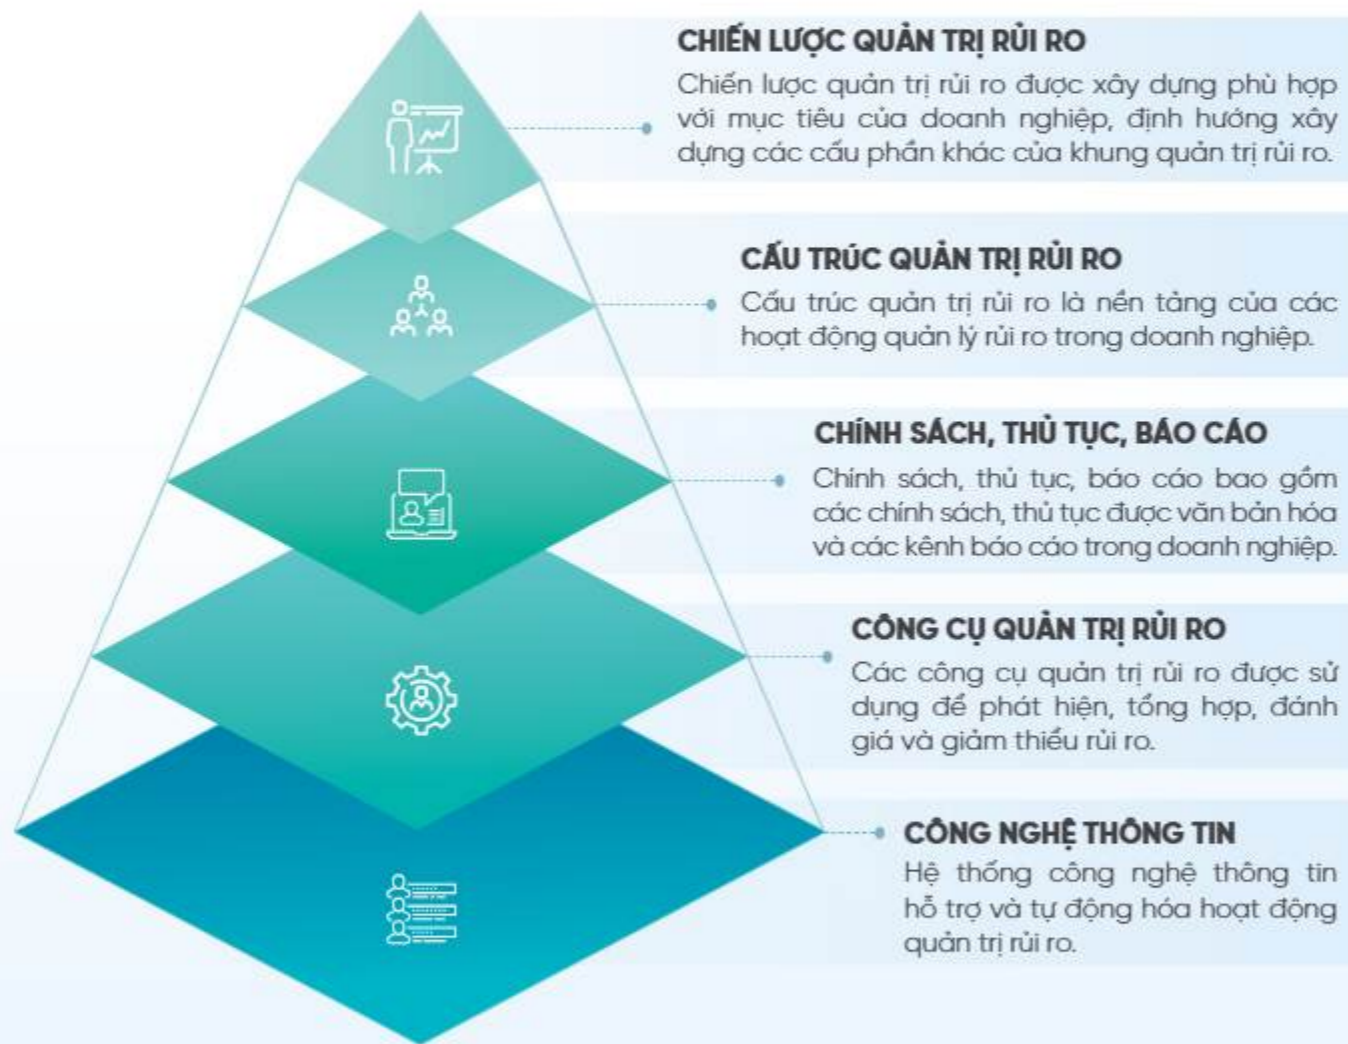 CHIẾN LƯỢC QUẢN TRỊ RỦI RO
Chiến lược quản trị rủi ro được xây dựng phù hợp
với mục tiêu của doanh nghiệp, định hướng xây
dựng các cấu phần khác của khung quản trị rủi ro.
CẤU TRÚC QUẢN TRỊ RỦI RO
Cấu trúc quản trị rủi ro là nền tảng của các
hoạt động quản lý rủi ro trong doanh nghiệp.
CHÍNH SÁCH, THỦ TỤC, BÁO CÁO
Chính sách, thủ tục, báo cáo bao gồm
các chính sách, thủ tục được văn bản hóa
và các kênh báo cáo trong doanh nghiệp.
CÔNG CỤ QUẢN TRỊ RỦI RO
Các công cụ quản trị rủi ro được sử
dụng để phát hiện, tổng hợp, đánh
giá và giảm thiểu rủi ro.
CÔNG NGHỆ THÔNG TIN
Hệ thống công nghệ thông tin
hỗ trợ và tự động hóa hoạt động
quản trị rủi ro.